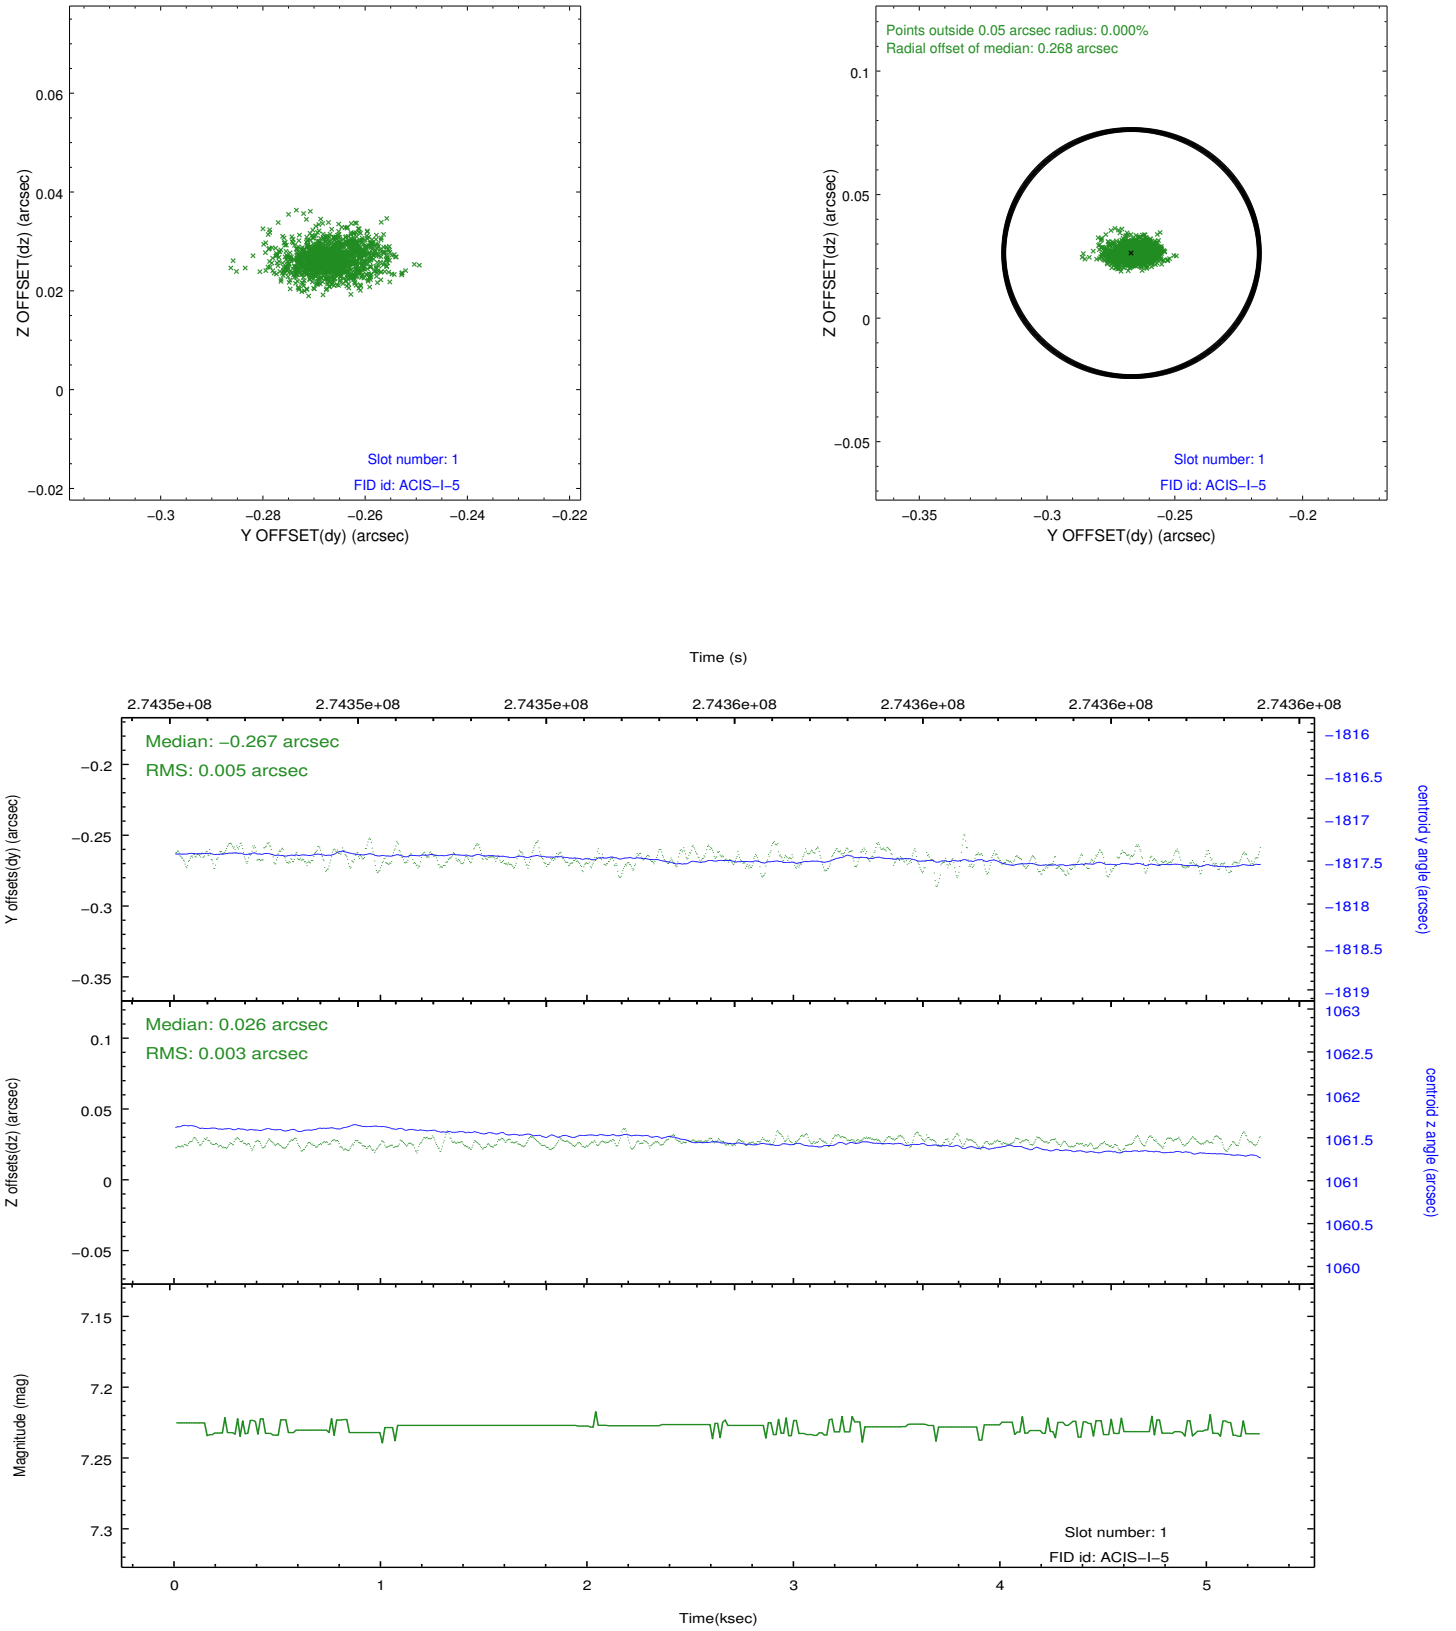 0.06
0.04
0.02
0
−0.02
Z OFFSET(dz) (arcsec)
Slot number: 1
FID id: ACIS−I−5
−0.3 −0.28 −0.26 −0.24 −0.22
Y OFFSET(dy) (arcsec)
Points outside 0.05 arcsec radius: 0.000%
Radial offset of median: 0.268 arcsec
0.1
0.05
0
−0.05
Z OFFSET(dz) (arcsec)
Slot number: 1
FID id: ACIS−I−5
−0.35 −0.3 −0.25 −0.2
Y OFFSET(dy) (arcsec)
Time (s)
2.7435e+08 2.7435e+08 2.7435e+08 2.7436e+08 2.7436e+08 2.7436e+08 2.7436e+08
Median: −0.267 arcsec
RMS: 0.005 arcsec
−0.2
−0.25
−0.3
−0.35
Y offsets(dy) (arcsec)
−1816
−1816.5
−1817
−1817.5
−1818
−1818.5
−1819
centroid y angle (arcsec)
Median: 0.026 arcsec
RMS: 0.003 arcsec
0.1
0.05
0
−0.05
Z offsets(dz) (arcsec)
1063
1062.5
1062
1061.5
1061
1060.5
1060
centroid z angle (arcsec)
7.15
7.2
7.25
7.3
Magnitude (mag)
Slot number: 1
FID id: ACIS−I−5
0 1 2 3 4 5
Time(ksec)